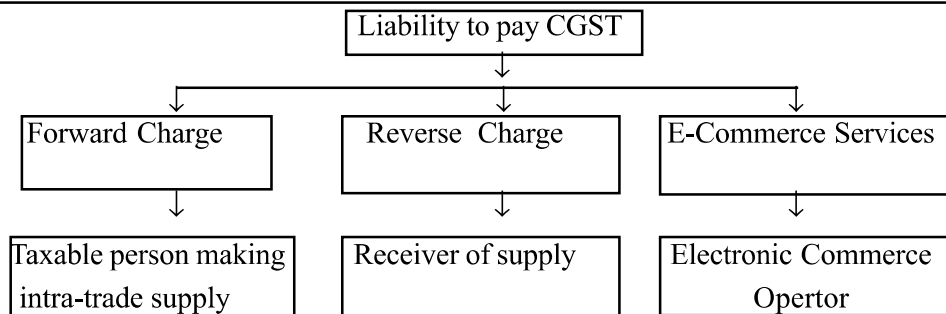 Liability to pay CGST
Forward Charge
Reverse Charge
E-Commerce Services
Taxable person making
intra-trade supply
Receiver of supply
Electronic Commerce
Opertor